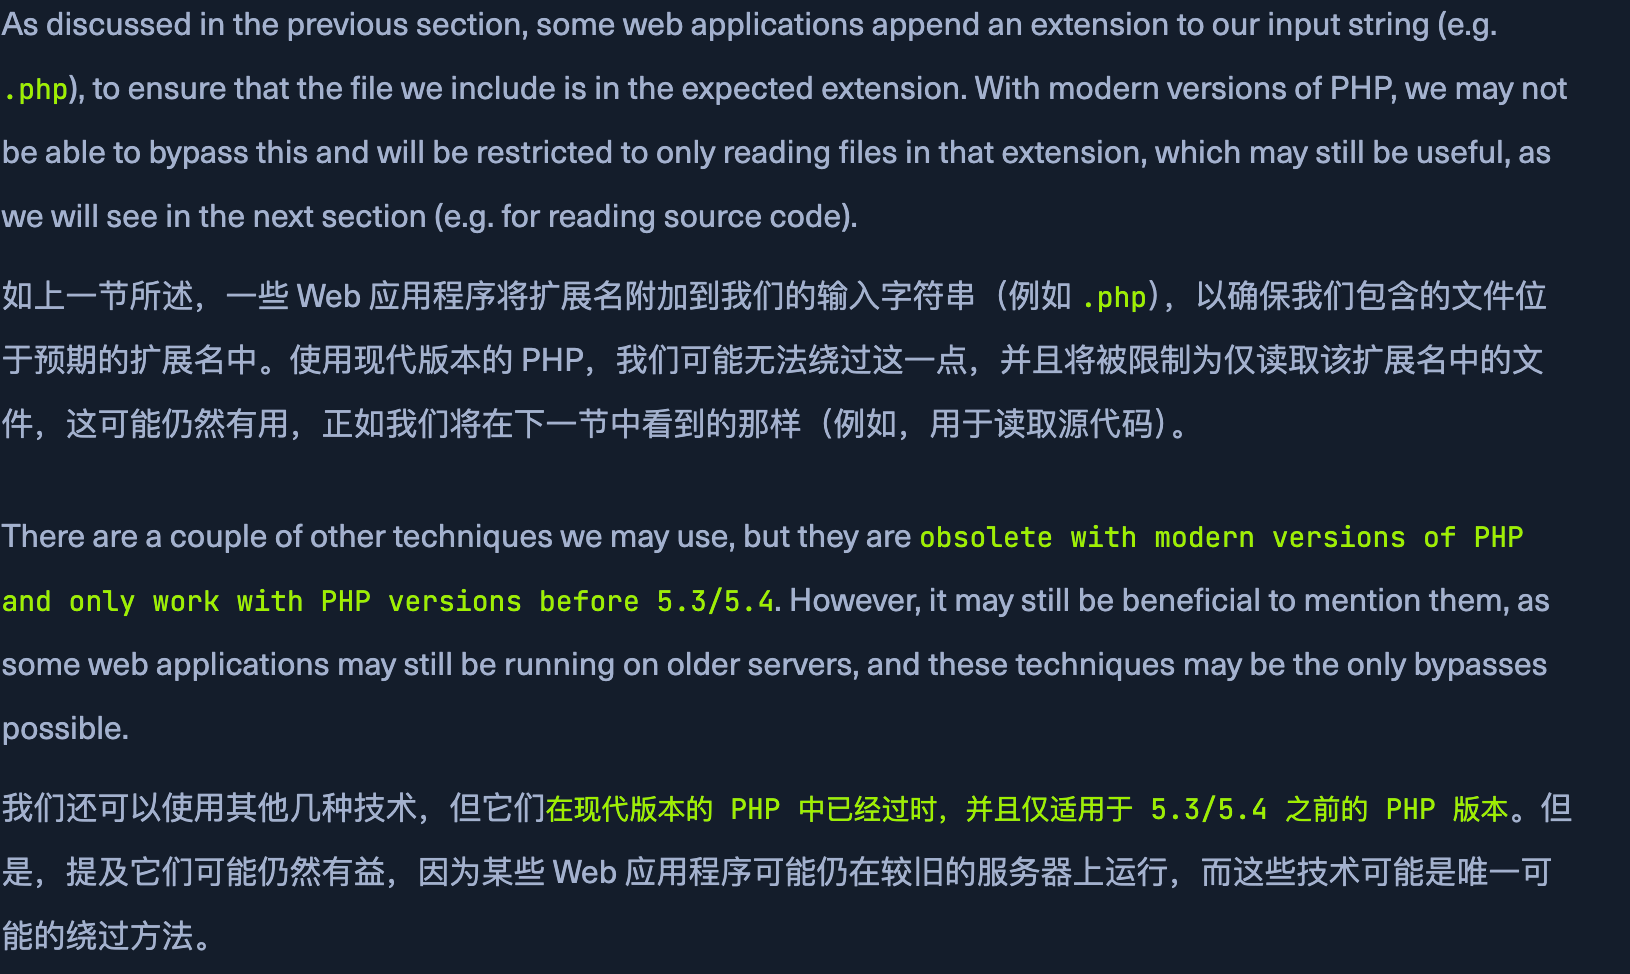 As discussed in the previous section, some web applications append an extension to our input string (e.g.
.php), to ensure that the file we include is in the expected extension. With modern versions of PHP, we may not
be able to bypass this and will be restricted to only reading files in that extension, which may still be useful, as
we will see in the next section (e.g. for reading source code).
如上一节所述，一些 Web 应用程序将扩展名附加到我们的输入字符串（例如 .php），以确保我们包含的文件位
于预期的扩展名中。使用现代版本的 PHP，我们可能无法绕过这一点，并且将被限制为仅读取该扩展名中的文
件，这可能仍然有用，正如我们将在下一节中看到的那样（例如，用于读取源代码）。
There are a couple of other techniques we may use, but they are obsolete with modern versions of PHP
and only work with PHP versions before 5.3/5.4. However, it may still be beneficial to mention them, as
some web applications may still be running on older servers, and these techniques may be the only bypasses
possible.
我们还可以使用其他几种技术，但它们在现代版本的 PHP 中已经过时，并且仅适用于 5.3/5.4 之前的 PHP 版本。但
是，提及它们可能仍然有益，因为某些 Web 应用程序可能仍在较旧的服务器上运行，而这些技术可能是唯一可
能的绕过方法。